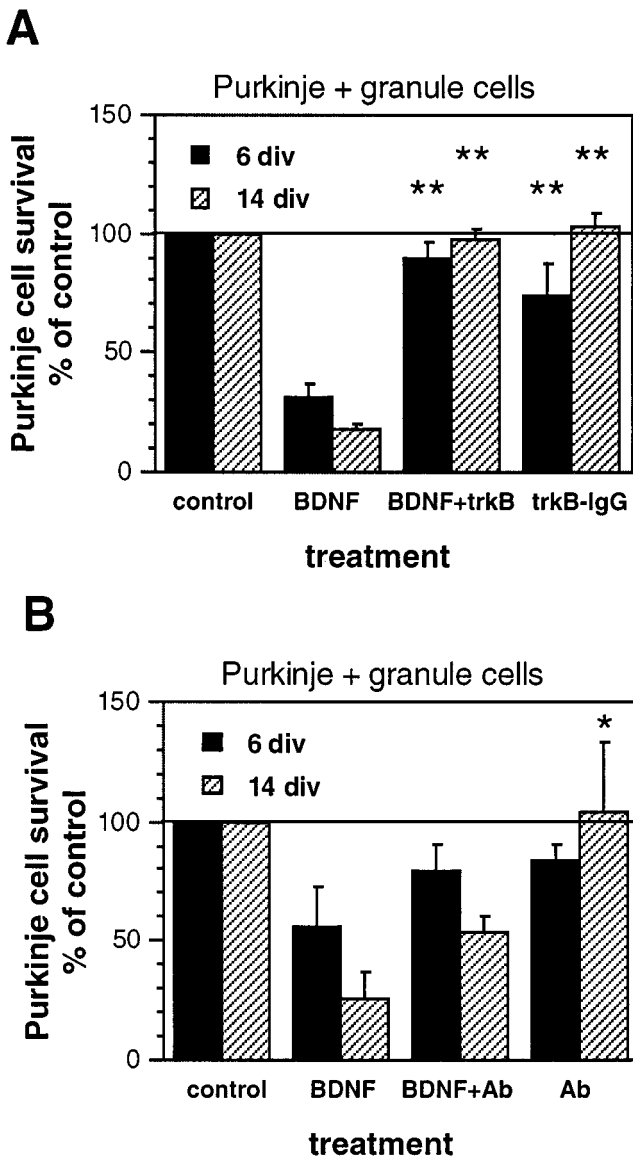 A
Purkinje + granule cells
Purkinje cell survival
% of control
150
100
50
0
6 div
14 div
** ** ** **
control BDNF BDNF+trkB trkB-IgG
treatment
B
Purkinje + granule cells
Purkinje cell survival
% of control
150
100
50
0
6 div
14 div
*
control BDNF BDNF+Ab Ab
treatment